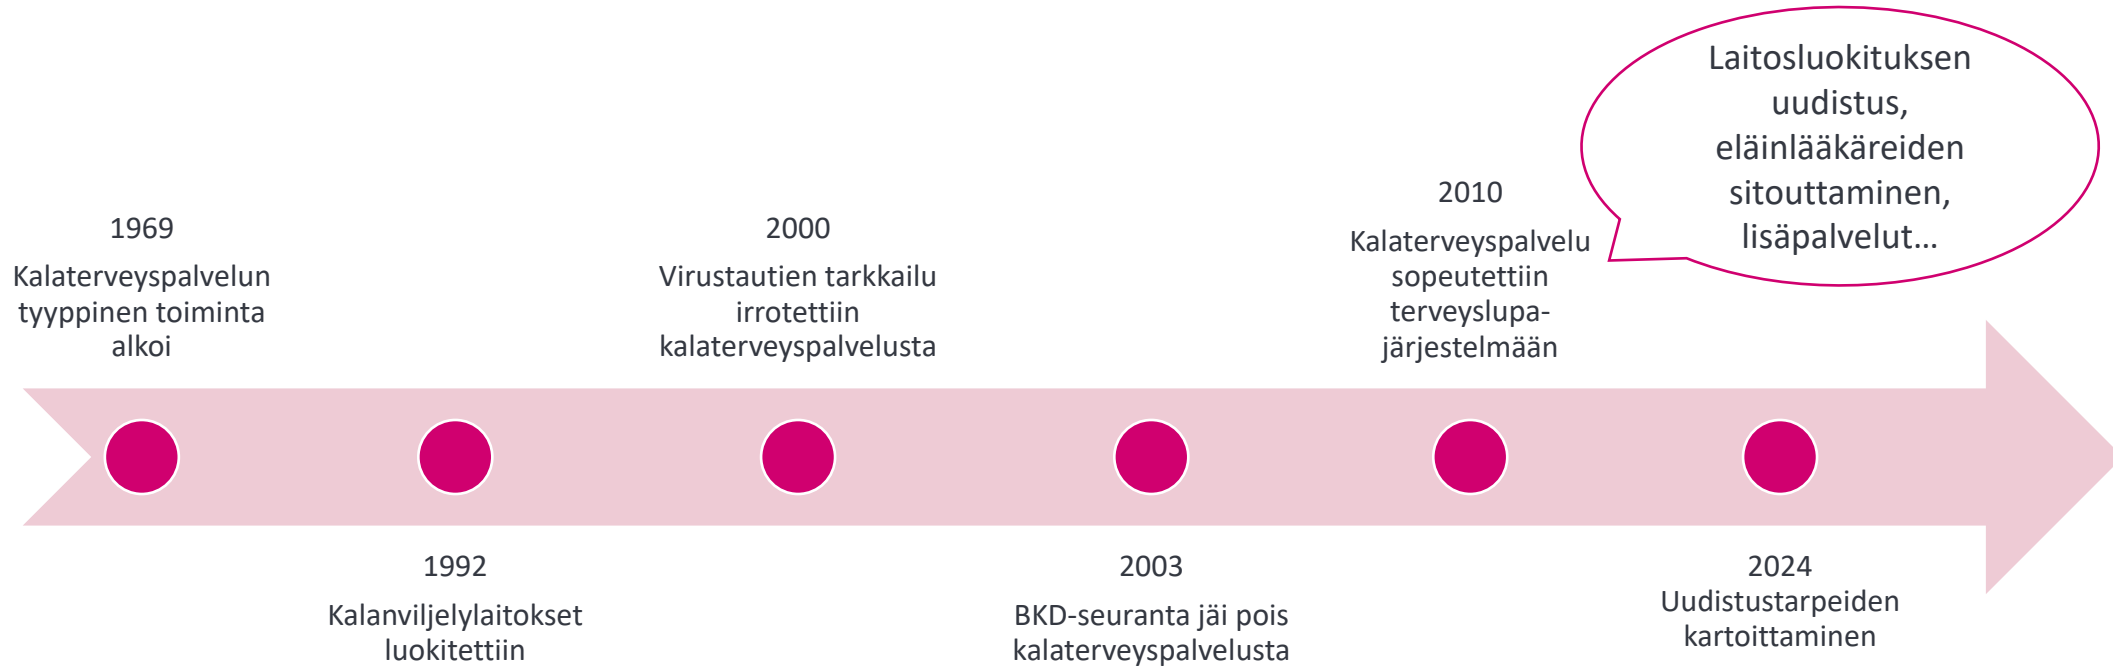 1969
Kalaterveyspalvelun
tyyppinen toiminta
alkoi
1992
Kalanviljelylaitokset
luokitettiin
2000
Virustautien tarkkailu
irrotettiin
kalaterveyspalvelusta
2003
BKD-seuranta jäi pois
kalaterveyspalvelusta
2010
Kalaterveyspalvelu
sopeutettiin
terveyslupa-
järjestelmään
2024
Uudistustarpeiden
kartoittaminen
Laitosluokituksen
uudistus,
eläinlääkäreiden
sitouttaminen,
lisäpalvelut…